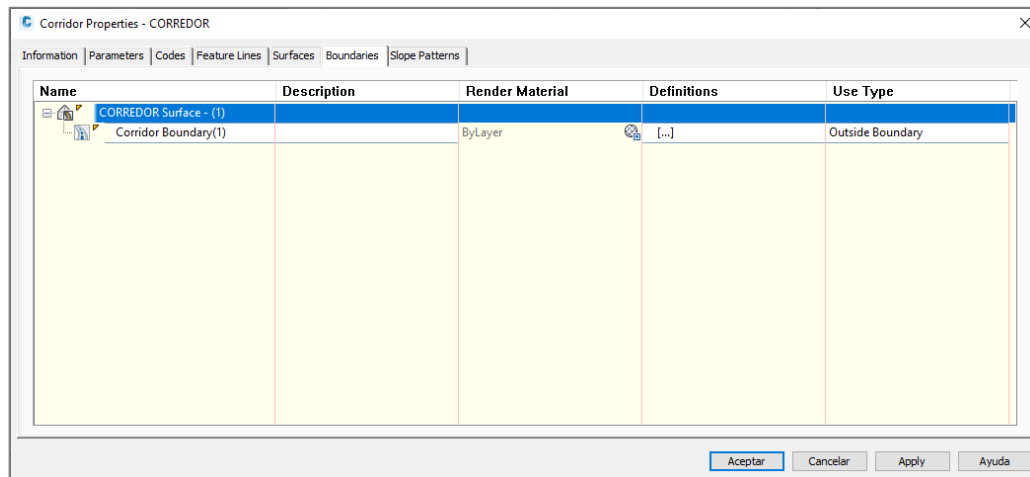 Corridor Properties - CORREDOR
Information Parameters Codes Feature Lines Surfaces Boundaries Slope Patterns
Name Description Render Material Definitions Use Type
CORREDOR Surface - (1)
Corridor Boundary(1) ByLayer [...] Outside Boundary
Aceptar Cancelar Apply Ayuda